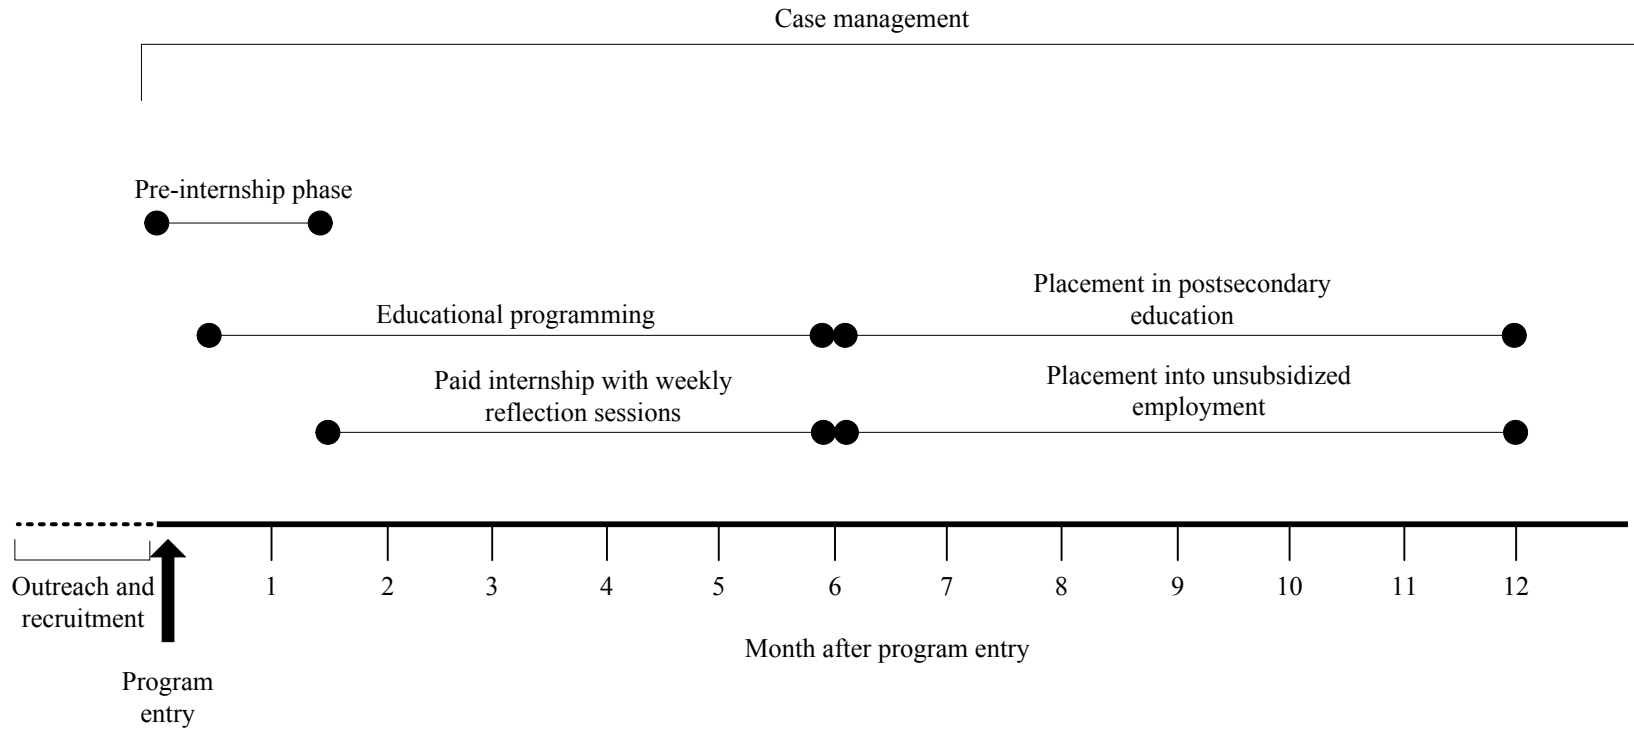 Case management
Pre-internship phase
Educational programming
Placement in postsecondary
education
Paid internship with weekly
reflection sessions
Placement into unsubsidized
employment
1 2 3 4 5 6 7 8 9 10 11 12
Outreach and
recruitment
Month after program entry
Program
entry